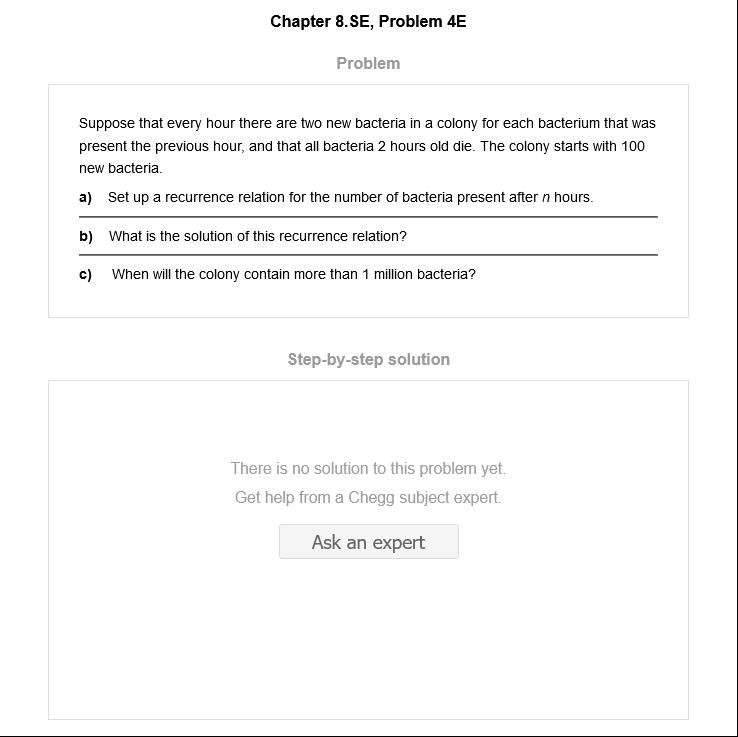 Chapter 8.SE, Problem 4E
Problem
Suppose that every hour there are two new bacteria in a colony for each bacterium that was
present the previous hour, and that all bacteria 2 hours old die. The colony starts with 100
new bacteria.
a) Set up a recurrence relation for the number of bacteria present after n hours.
b) What is the solution of this recurrence relation?
c) When will the colony contain more than 1 million bacteria?
Step-by-step solution
There is no solution to this problem yet.
Get help from a Chegg subject expert.
Ask an expert